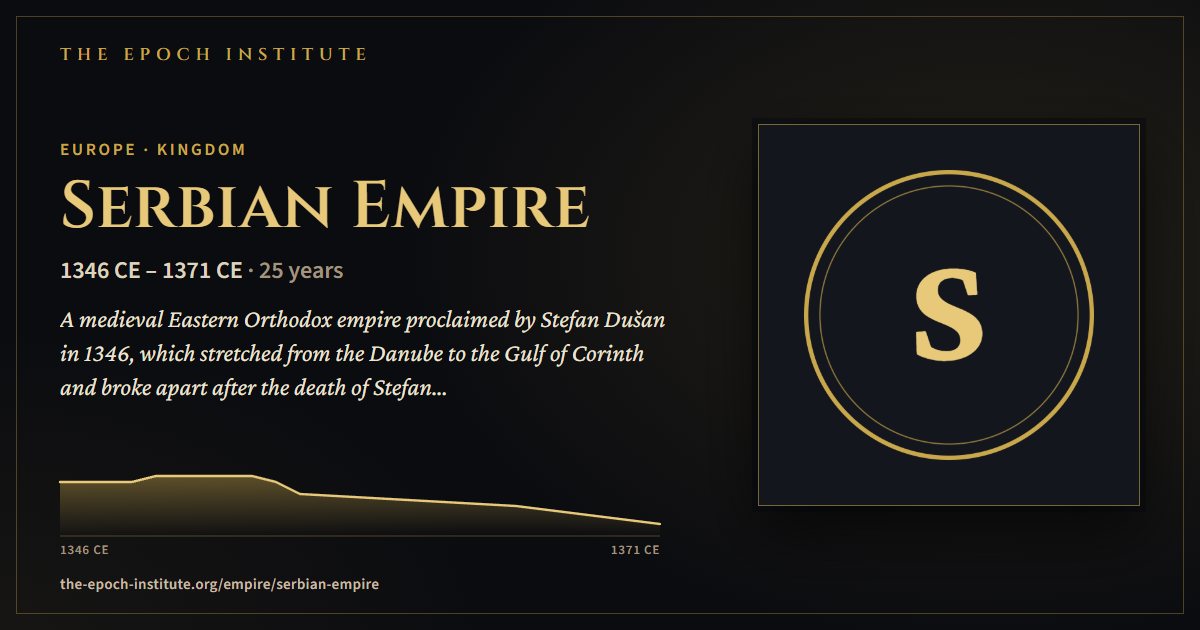 THE EPOCH INSTITUTE
EUROPE · KINGDOM
SERBIAN EMPIRE
1346 CE – 1371 CE · 25 years
A medieval Eastern Orthodox empire proclaimed by Stefan Dušan
in 1346, which stretched from the Danube to the Gulf of Corinth
and broke apart after the death of Stefan...
S
1346 CE
1371 CE
the-epoch-institute.org/empire/serbian-empire